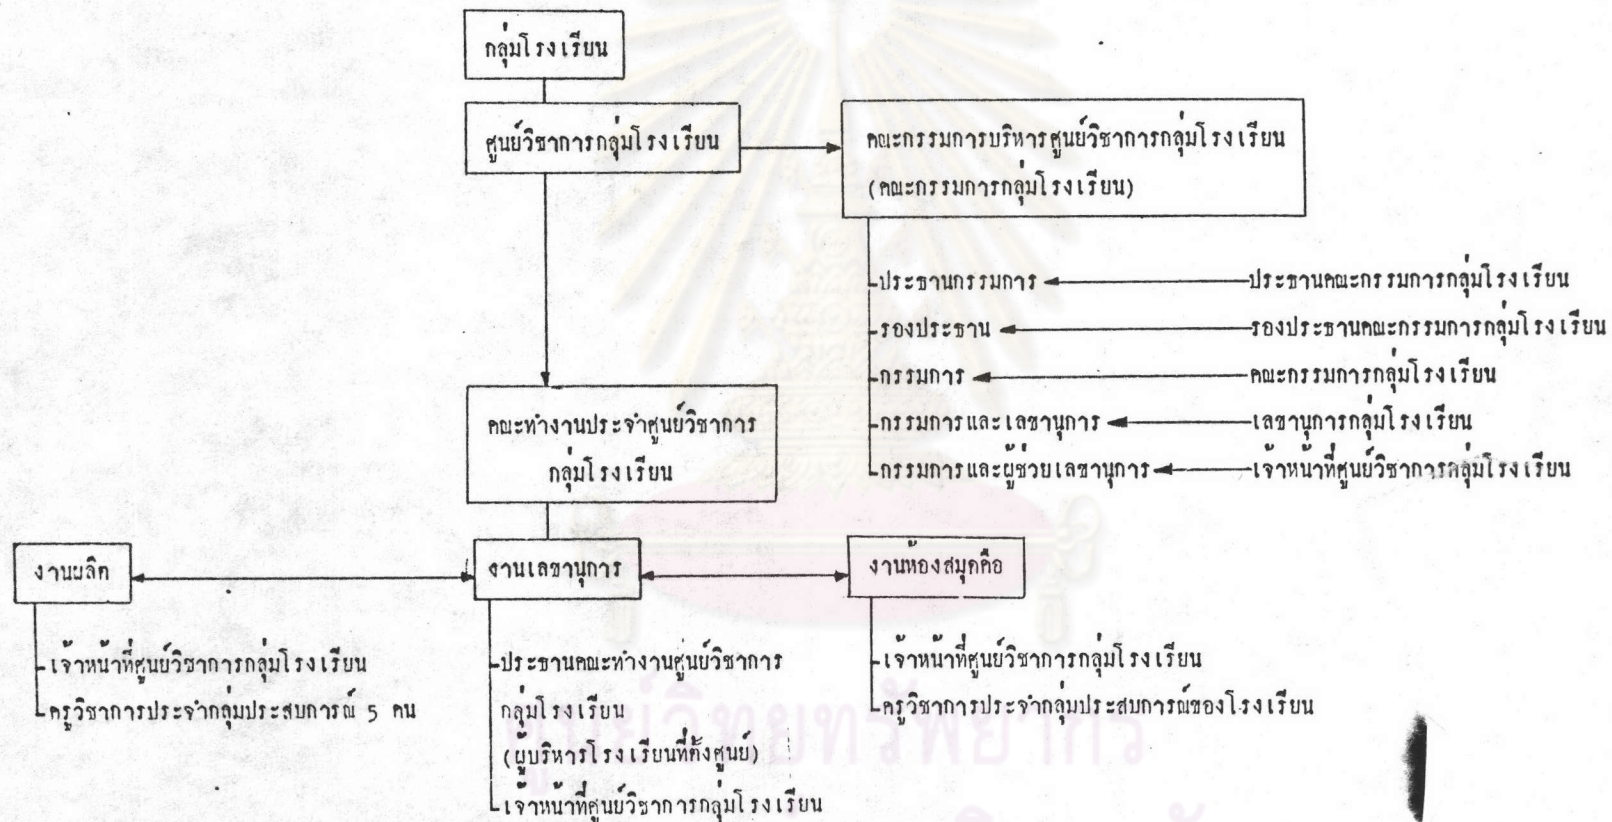 กลุ่มโรงเรียน
ศูนย์วิชาการกลุ่มโรงเรียน
คณะกรรมการบริหารศูนย์วิชาการกลุ่มโรงเรียน
(คณะกรรมการกลุ่มโรงเรียน)
ประธานกรรมการ
ประธานคณะกรรมการกลุ่มโรงเรียน
รองประธาน
รองประธานคณะกรรมการกลุ่มโรงเรียน
กรรมการ
คณะกรรมการกลุ่มโรงเรียน
กรรมการและเลขานุการ
เลขานุการกลุ่มโรงเรียน
กรรมการและผู้ช่วยเลขานุการ
เจ้าหน้าที่ศูนย์วิชาการกลุ่มโรงเรียน
คณะทำงานประจำศูนย์วิชาการ
กลุ่มโรงเรียน
งานผลิต
งานเลขานุการ
งานห้องสมุดคือ
เจ้าหน้าที่ศูนย์วิชาการกลุ่มโรงเรียน
ครูวิชาการประจำกลุ่มประสบการณ์ 5 คน
ประธานคณะทำงานศูนย์วิชาการ
กลุ่มโรงเรียน
(ผู้บริหารโรงเรียนที่ตั้งศูนย์)
เจ้าหน้าที่ศูนย์วิชาการกลุ่มโรงเรียน
เจ้าหน้าที่ศูนย์วิชาการกลุ่มโรงเรียน
ครูวิชาการประจำกลุ่มประสบการณ์ของโรงเรียน
ศูนย์วิทยทรัพยากร